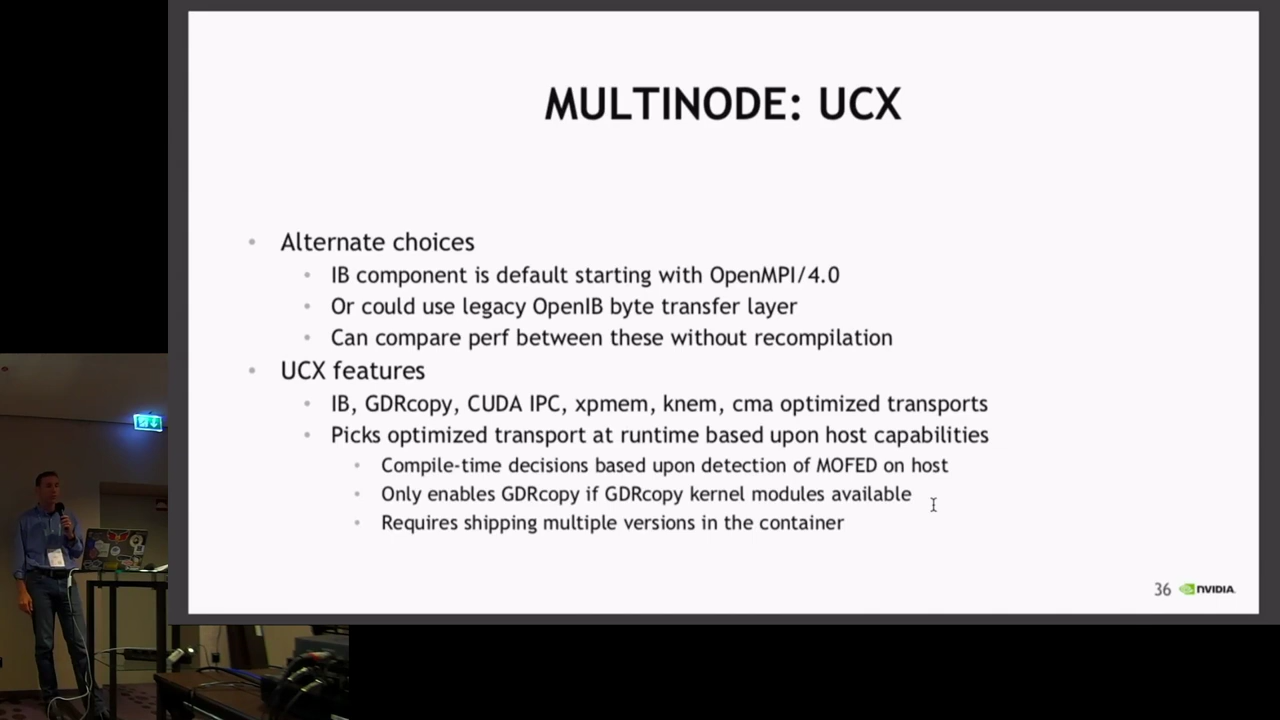 MULTINODE: UCX
Alternate choices
IB component is default starting with OpenMPI/4.0
Or could use legacy OpenIB byte transfer layer
Can compare perf between these without recompilation
UCX features
IB, GDRcopy, CUDA IPC, xpmem, knem, cma optimized transports
Picks optimized transport at runtime based upon host capabilities
Compile-time decisions based upon detection of MOFED on host
Only enables GDRcopy if GDRcopy kernel modules available
Requires shipping multiple versions in the container
36 NVIDIA